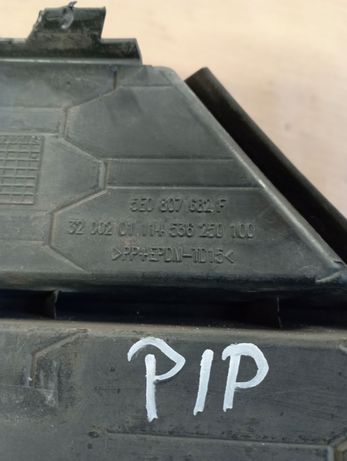 5E0 807 682 F
32 002 01 114 536 250 100
>PP+EPDM-TD15<
PIP